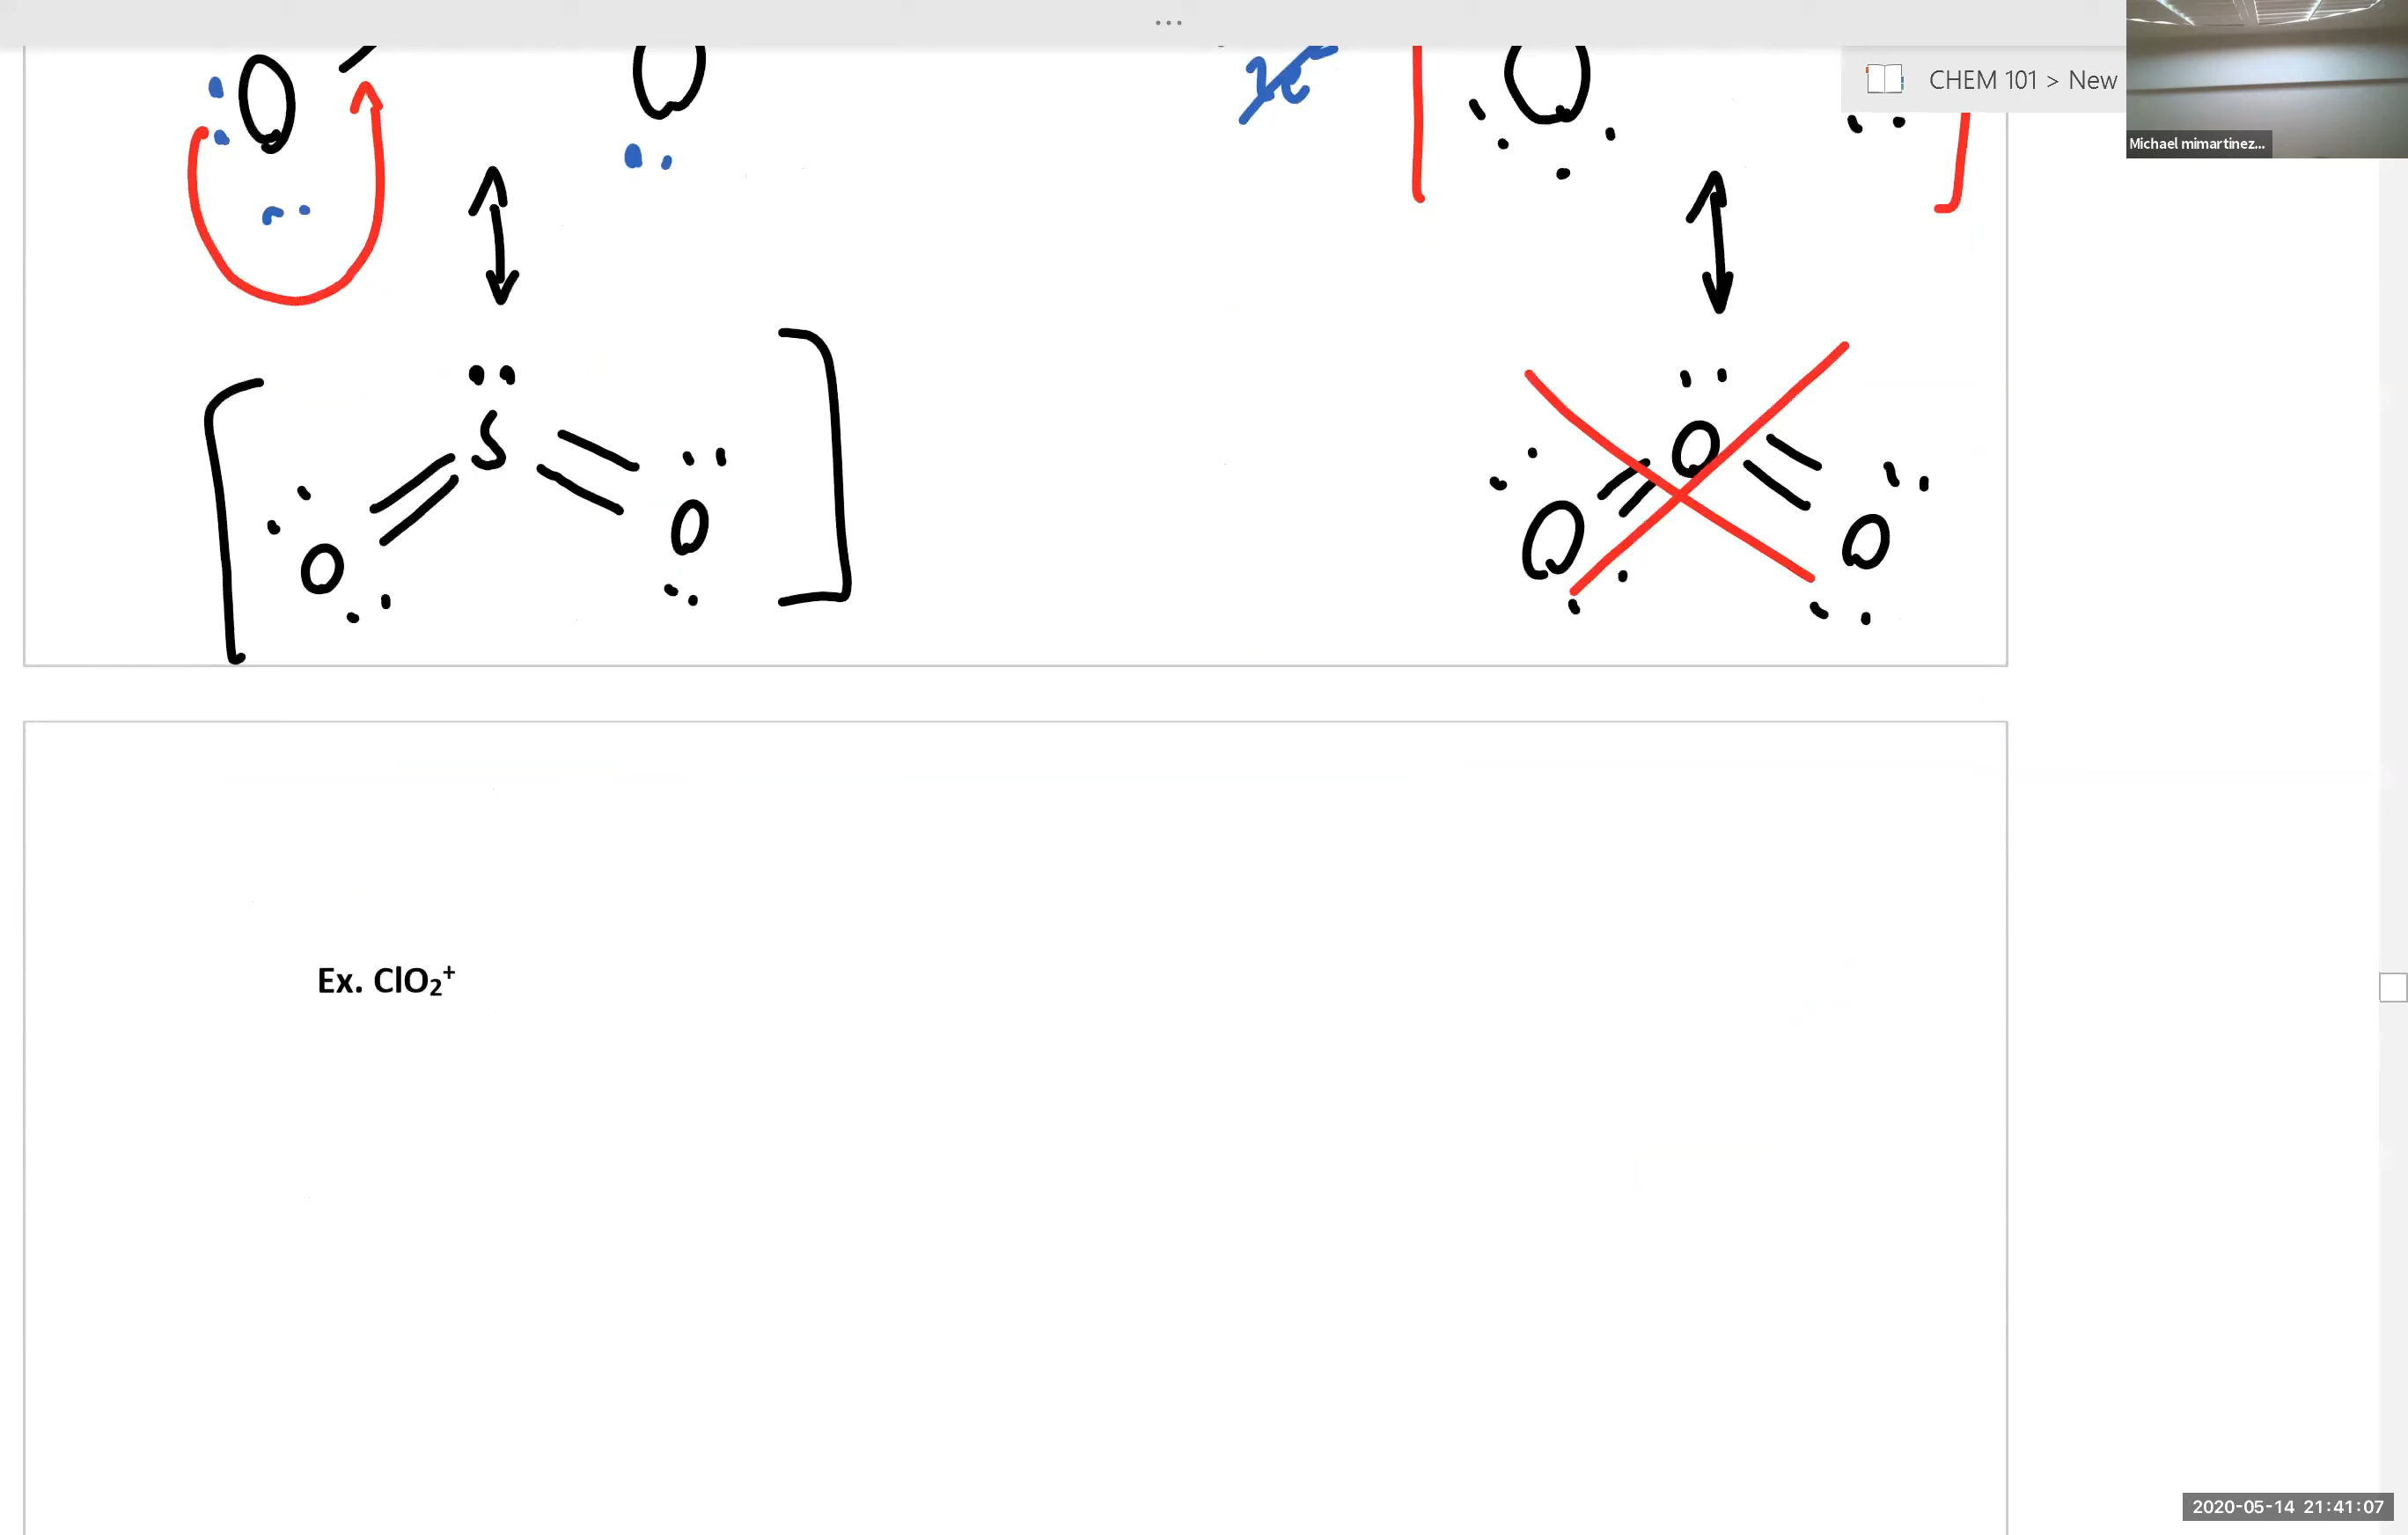 ...
CHEM 101 > New
Michael mimartinez...
O O O
S
O O
O
O O
Ex. ClO₂⁺
2020-05-14 21:41:07